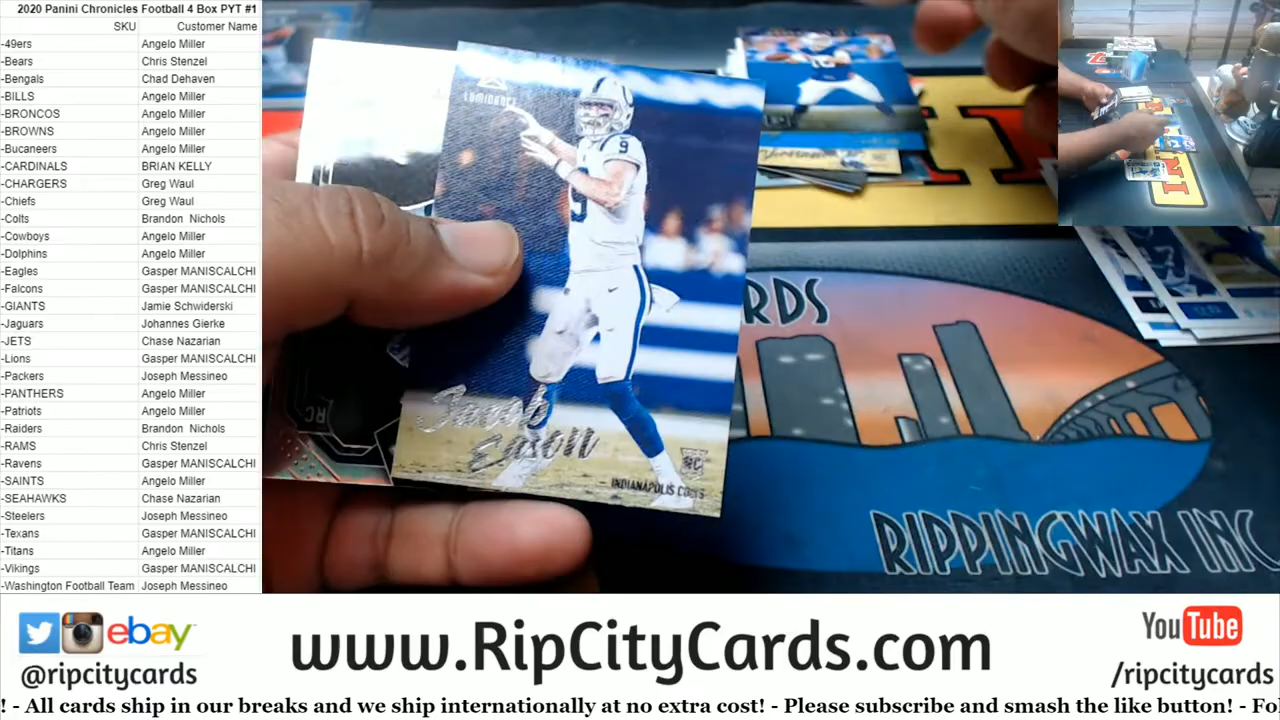 2020 Panini Chronicles Football 4 Box PYT #1
SKU Customer Name
-49ers Angelo Miller
-Bears Chris Stenzel
-Bengals Chad Dehaven
-BILLS Angelo Miller
-BRONCOS Angelo Miller
-BROWNS Angelo Miller
-Bucaneers Angelo Miller
-CARDINALS BRIAN KELLY
-CHARGERS Greg Waul
-Chiefs Greg Waul
-Colts Brandon Nichols
-Cowboys Angelo Miller
-Dolphins Angelo Miller
-Eagles Gasper MANISCALCHI
-Falcons Gasper MANISCALCHI
-GIANTS Jamie Schwiderski
-Jaguars Johannes Gierke
-JETS Chase Nazarian
-Lions Gasper MANISCALCHI
-Packers Joseph Messineo
-PANTHERS Angelo Miller
-Patriots Angelo Miller
-Raiders Brandon Nichols
-RAMS Chris Stenzel
-Ravens Gasper MANISCALCHI
-SAINTS Angelo Miller
-SEAHAWKS Chase Nazarian
-Steelers Joseph Messineo
-Texans Gasper MANISCALCHI
-Titans Angelo Miller
-Vikings Gasper MANISCALCHI
-Washington Football Team Joseph Messineo
LUMINANCE
9
9
Jacob
Eason
RC
INDIANAPOLIS COLTS
RC
RDS
RIPPINGWAX INC
ebay
@ripcitycards
www.RipCityCards.com
YouTube
/ripcitycards
! - All cards ship in our breaks and we ship internationally at no extra cost! - Please subscribe and smash the like button! - Fo